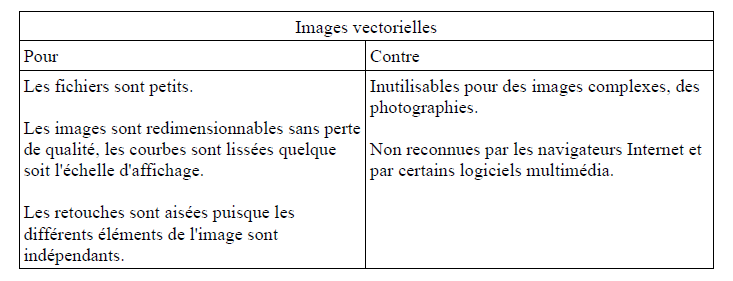 Images vectorielles
Pour
Contre
Les fichiers sont petits.
Les images sont redimensionnables sans perte
de qualité, les courbes sont lissées quelque
soit l'échelle d'affichage.
Les retouches sont aisées puisque les
différents éléments de l'image sont
indépendants.
Inutilisables pour des images complexes, des
photographies.
Non reconnues par les navigateurs Internet et
par certains logiciels multimédia.